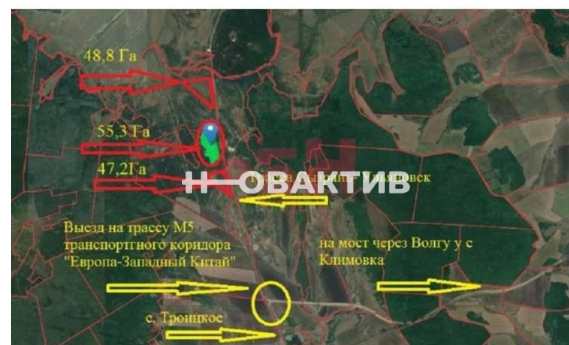 48,8 Га
55,3 Га
47,2Га
НОВАКТИВ
Ульяновск
Выезд на трассу М5
транспортного коридора
"Европа-Западный Китай"
на мост через Волгу у с
Климовка
с. Троицкое